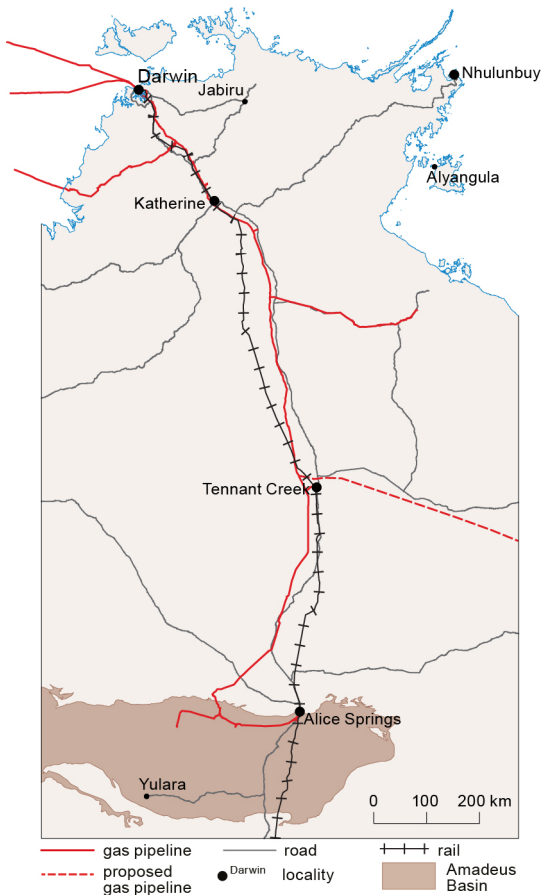 Darwin
Nhulunbuy
Jabiru
Alyangula
Katherine
Tennant Creek
Alice Springs
Yulara
0 100 200 km
gas pipeline
road
rail
proposed
gas pipeline
Darwin
locality
Amadeus
Basin